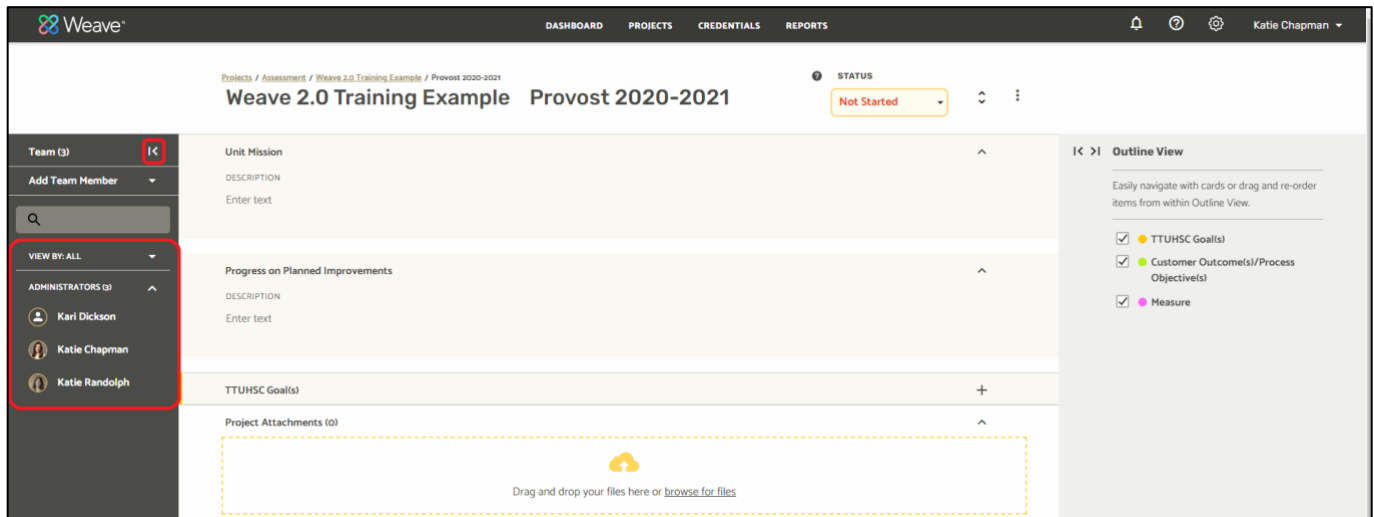 Weave
DASHBOARD PROJECTS CREDENTIALS REPORTS
Katie Chapman
Projects / Assessment / Weave 2.0 Training Example / Provost 2020-2021
Weave 2.0 Training Example Provost 2020-2021
STATUS
Not Started
Team (3)
Add Team Member
VIEW BY: ALL
ADMINISTRATORS (3)
Kari Dickson
Katie Chapman
Katie Randolph
Unit Mission
DESCRIPTION
Enter text
Progress on Planned Improvements
DESCRIPTION
Enter text
TTUHSC Goal(s)
Project Attachments (0)
Drag and drop your files here or browse for files
Outline View
Easily navigate with cards or drag and re-order
items from within Outline View.
TTUHSC Goal(s)
Customer Outcome(s)/Process
Objective(s)
Measure